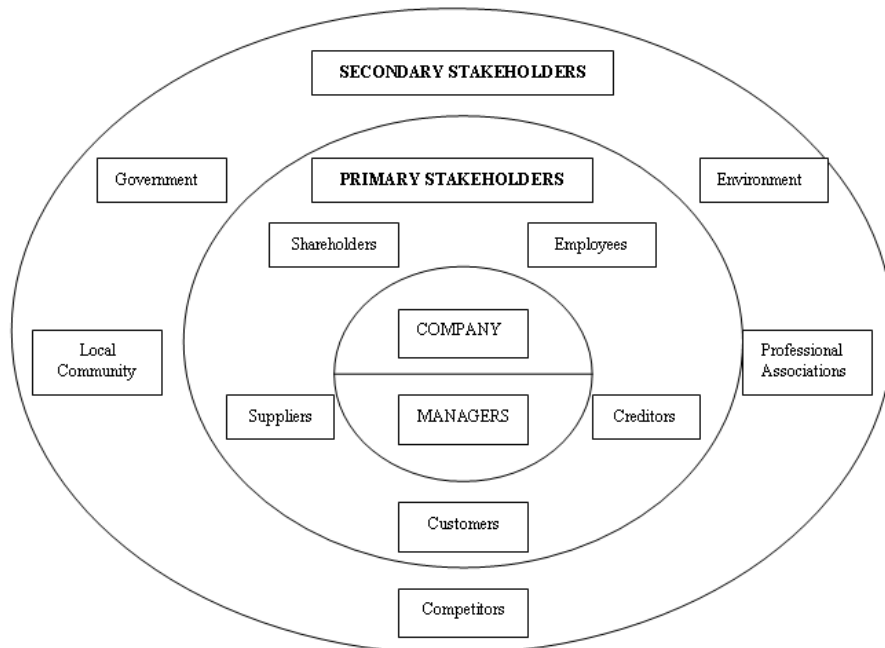 SECONDARY STAKEHOLDERS
Government
PRIMARY STAKEHOLDERS
Environment
Shareholders
Employees
COMPANY
Local
Community
Professional
Associations
Suppliers
MANAGERS
Creditors
Customers
Competitors